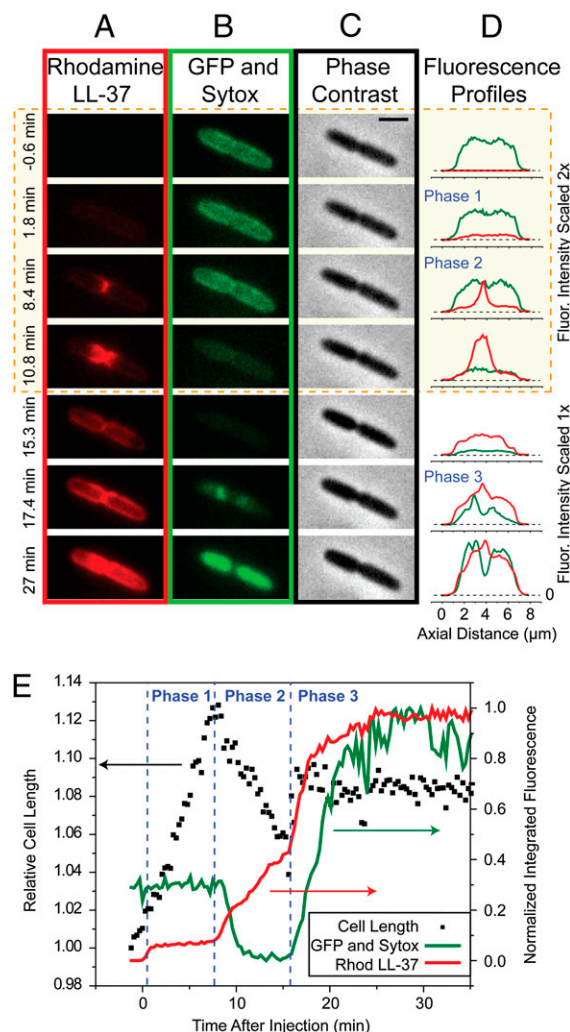 A B C D
Rhodamine LL-37
GFP and Sytox
Phase Contrast
Fluorescence Profiles
-0.6 min
1.8 min
Phase 1
8.4 min
Phase 2
10.8 min
15.3 min
17.4 min
Phase 3
27 min
Fluor. Intensity Scaled 2x
Fluor. Intensity Scaled 1x
0
0 2 4 6 8
Axial Distance (μm)
E
Phase 1 Phase 2 Phase 3
1.14
1.12
1.10
1.08
1.06
1.04
1.02
1.00
0.98
Relative Cell Length
1.0
0.8
0.6
0.4
0.2
0.0
Normalized Integrated Fluorescence
Cell Length
GFP and Sytox
Rhod LL-37
0 10 20 30
Time After Injection (min)